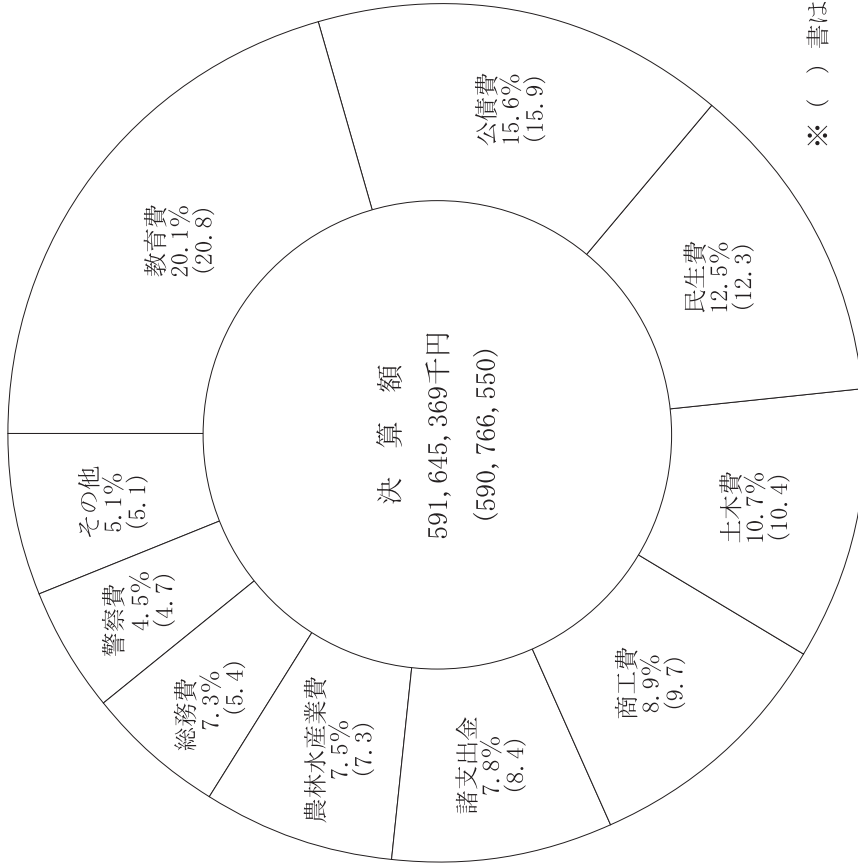 教育費
20.1%
(20.8)
公債費
15.6%
(15.9)
民生費
12.5%
(12.3)
土木費
10.7%
(10.4)
商工費
8.9%
(9.7)
諸支出金
7.8%
(8.4)
農林水産業費
7.5%
(7.3)
総務費
7.3%
(5.4)
警察費
4.5%
(4.7)
その他
5.1%
(5.1)
決 算 額
591,645,369千円
(590,766,550)
※ ( ) 書は